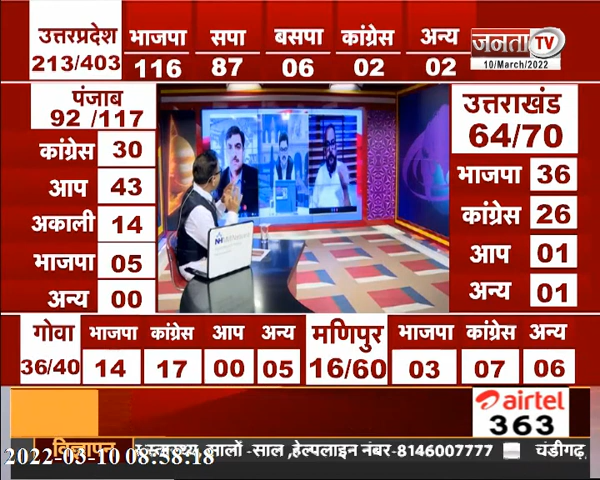 उत्तरप्रदेश भाजपा सपा बसपा कांग्रेस अन्य
213/403 116 87 06 02 02
जनता TV
10/March/2022
पंजाब
92 /117
कांग्रेस 30
आप 43
अकाली 14
भाजपा 05
अन्य 00
उत्तराखंड
64/70
भाजपा 36
कांग्रेस 26
आप 01
अन्य 01
गोवा भाजपा कांग्रेस आप अन्य
36/40 14 17 00 05
मणिपुर भाजपा कांग्रेस अन्य
16/60 03 07 06
airtel
363
विज्ञापन
सालों -साल ,हेल्पलाइन नंबर-8146007777 चंडीगढ़
2022-03-10 08:58:18